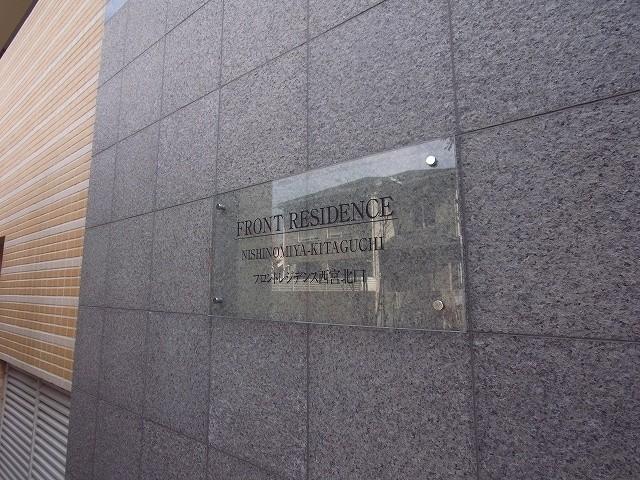 FRONT RESIDENCE
NISHINOMIYA-KITAGUCHI
フロントレジデンス西宮北口